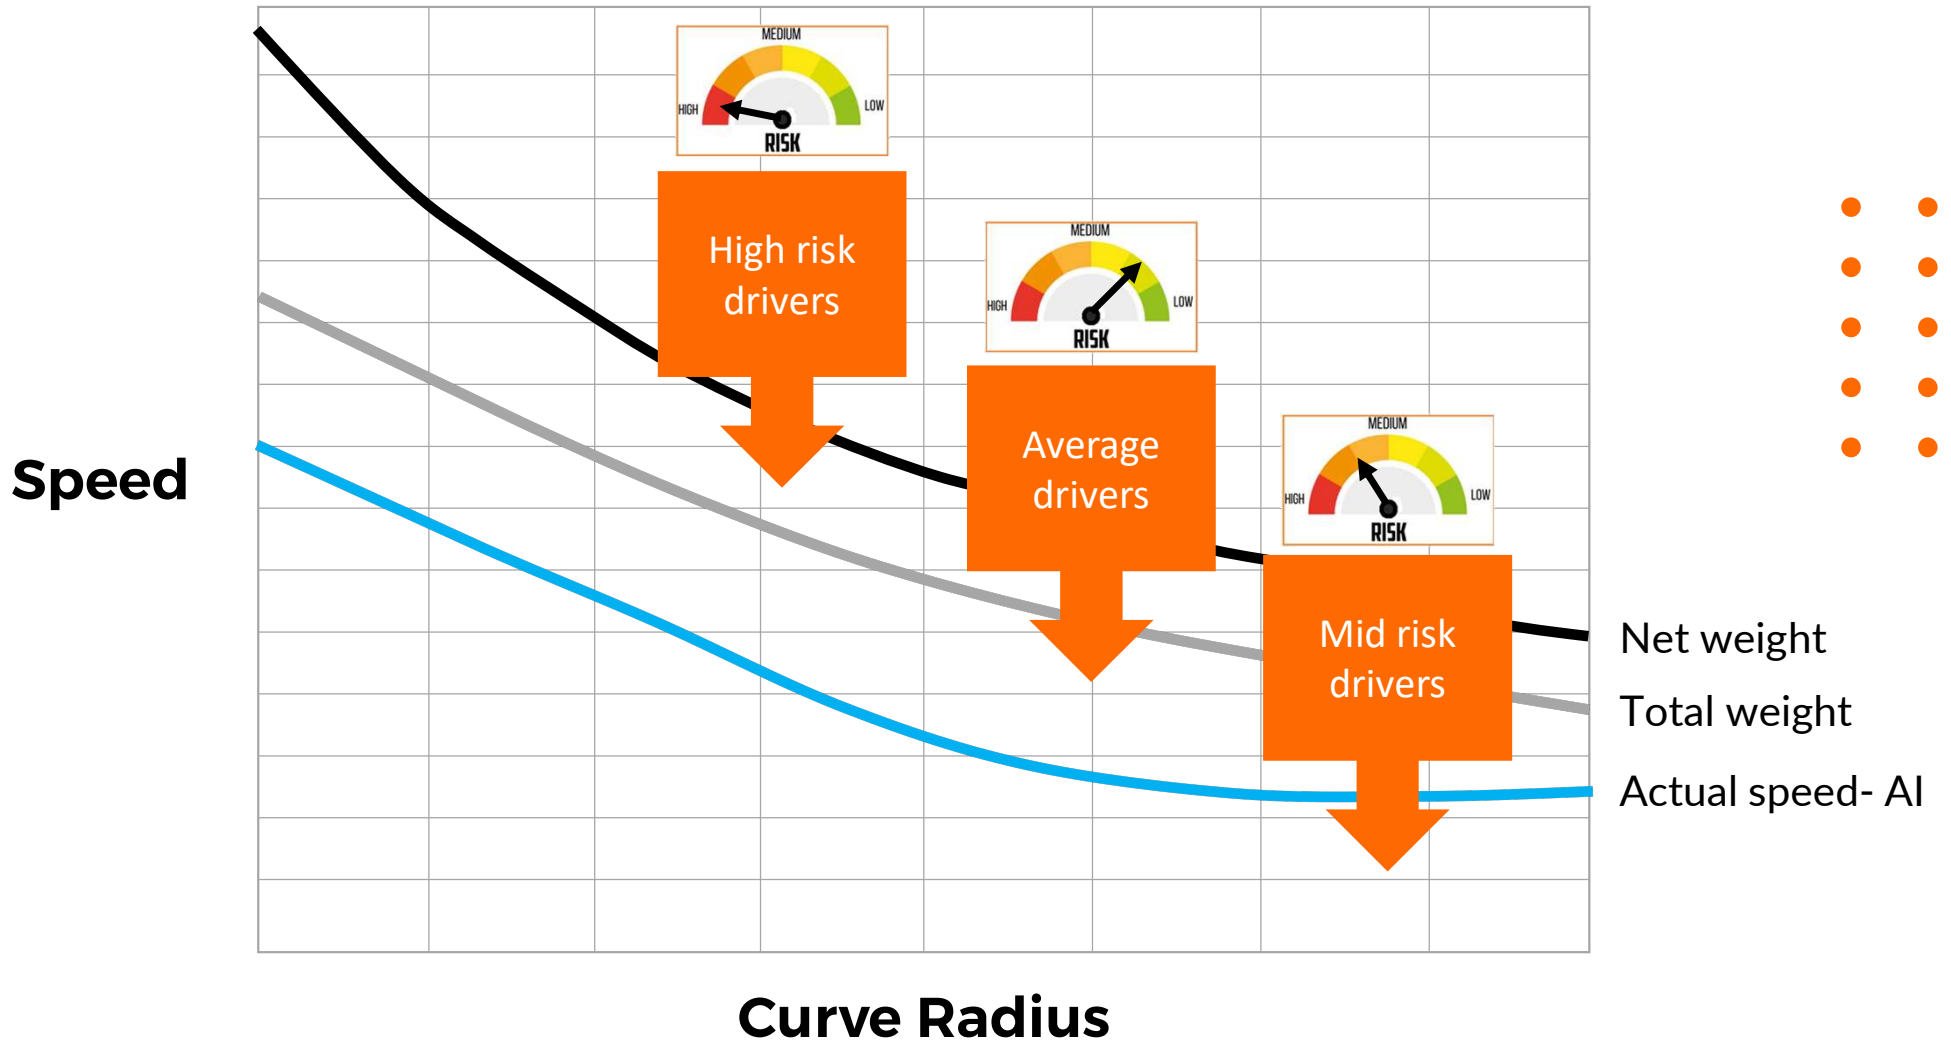 MEDIUM
HIGH
LOW
RISK
High risk
drivers
MEDIUM
HIGH
LOW
RISK
Average
drivers
MEDIUM
HIGH
LOW
RISK
Mid risk
drivers
Speed
Net weight
Total weight
Actual speed- AI
Curve Radius